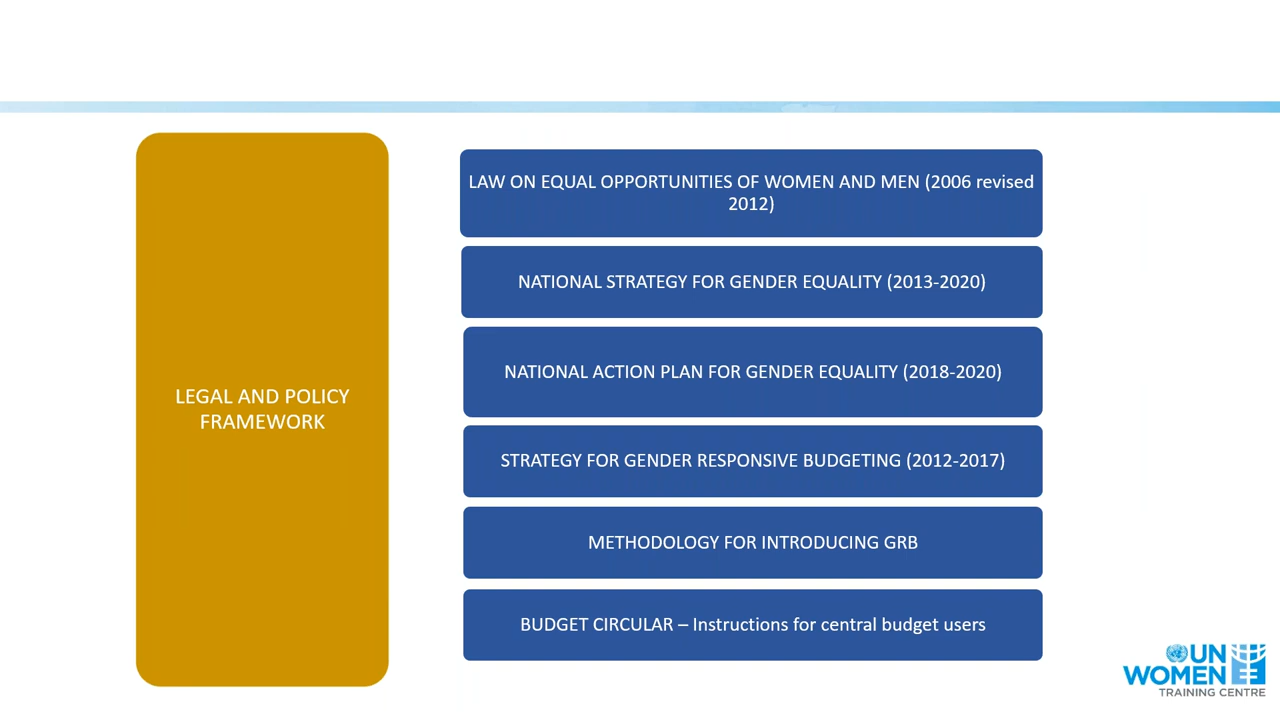 LEGAL AND POLICY
FRAMEWORK
LAW ON EQUAL OPPORTUNITIES OF WOMEN AND MEN (2006 revised
2012)
NATIONAL STRATEGY FOR GENDER EQUALITY (2013-2020)
NATIONAL ACTION PLAN FOR GENDER EQUALITY (2018-2020)
STRATEGY FOR GENDER RESPONSIVE BUDGETING (2012-2017)
METHODOLOGY FOR INTRODUCING GRB
BUDGET CIRCULAR – Instructions for central budget users
UN
WOMEN
TRAINING CENTRE